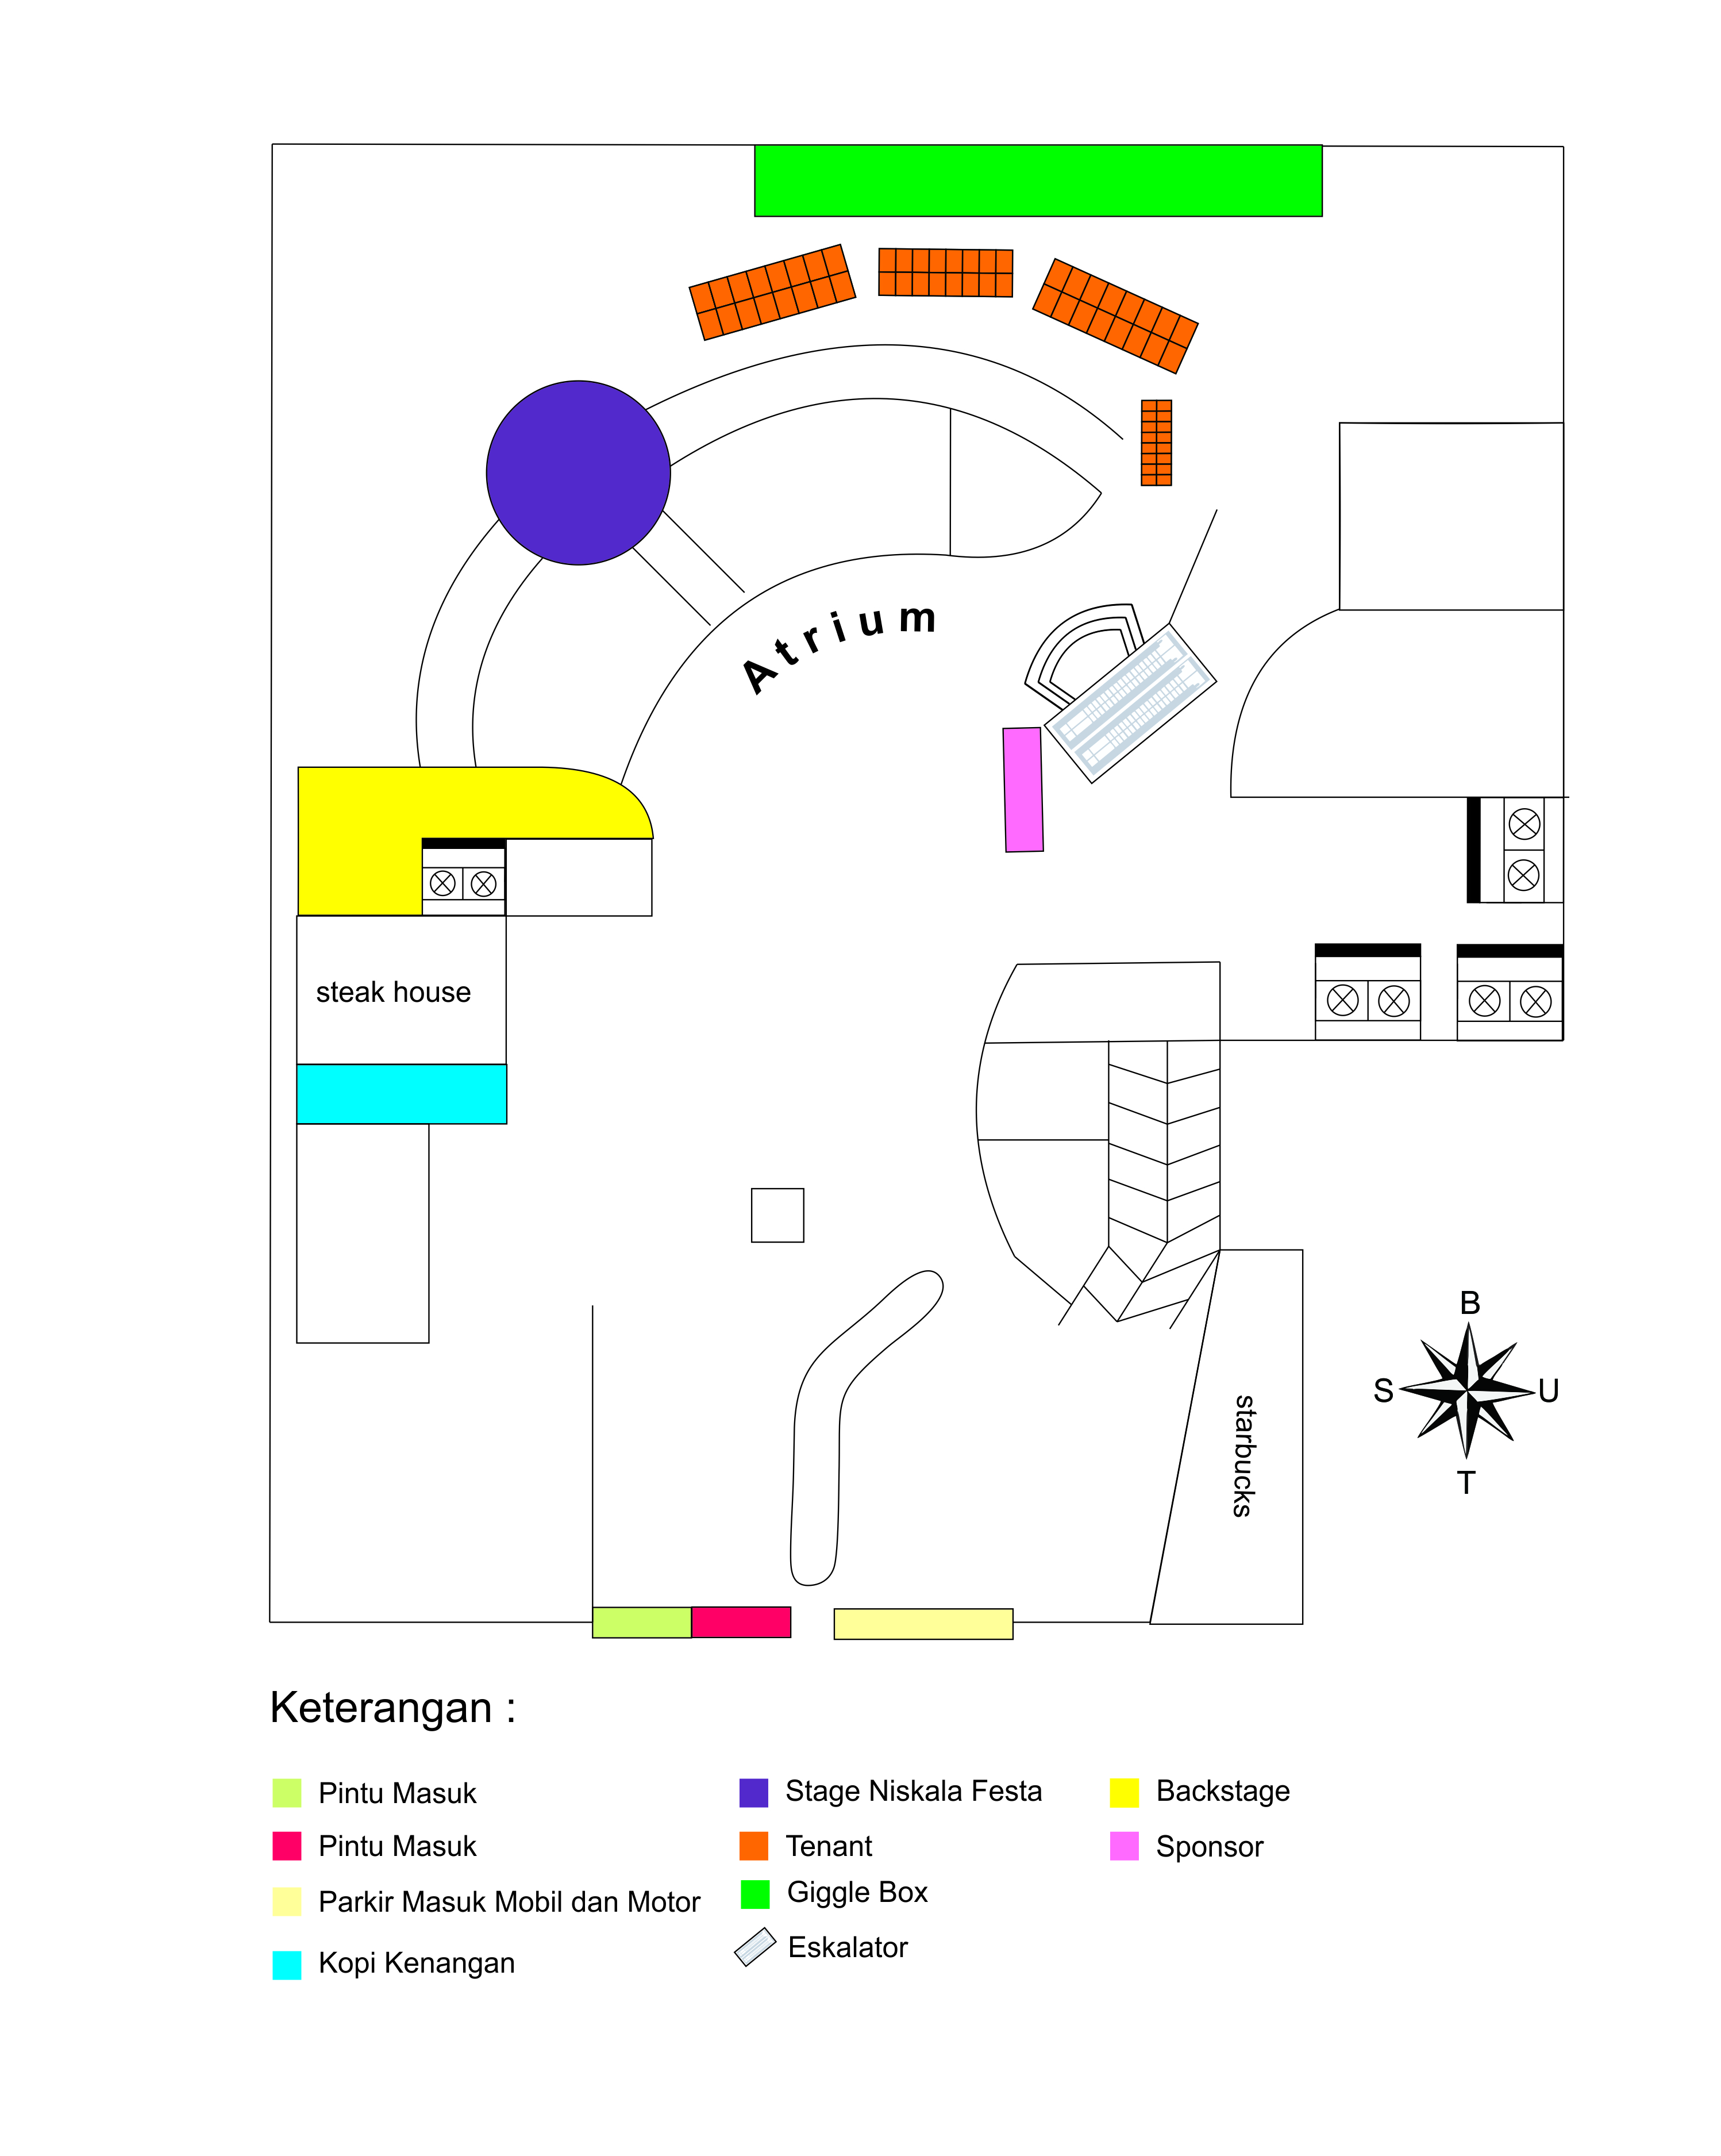 Atrium
steak house
starbucks
B
S
U
T
Keterangan :
Pintu Masuk
Pintu Masuk
Parkir Masuk Mobil dan Motor
Kopi Kenangan
Stage Niskala Festa
Tenant
Giggle Box
Eskalator
Backstage
Sponsor